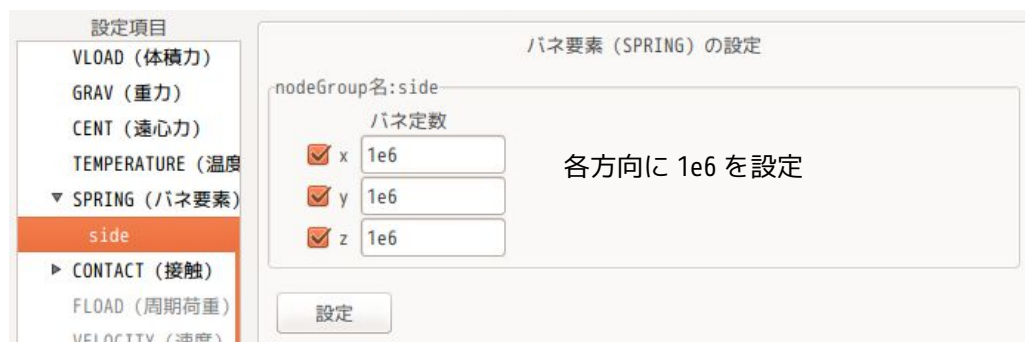 設定項目
VLOAD (体積力)
GRAV (重力)
CENT (遠心力)
TEMPERATURE (温度
▼ SPRING (バネ要素)
side
▶ CONTACT (接触)
FLOAD (周期荷重)
VELOCITY (速度)
バネ要素 (SPRING) の設定
nodeGroup名:side
バネ定数
x 1e6
y 1e6
z 1e6
各方向に 1e6 を設定
設定